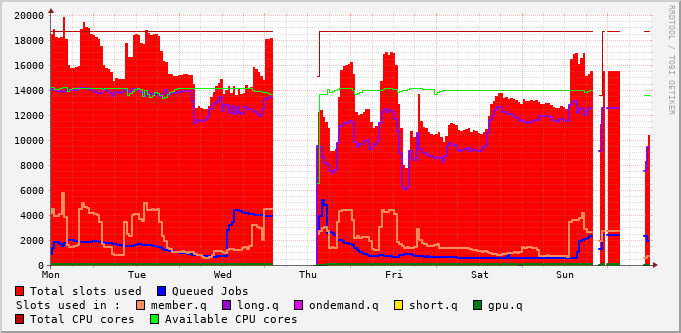 20000
18000
16000
14000
12000
10000
8000
6000
4000
2000
0
Mon Tue Wed Thu Fri Sat Sun
Total slots used Queued Jobs
Slots used in : member.q long.q ondemand.q short.q gpu.q
Total CPU cores Available CPU cores
RRDTOOL / TOBI OETIKER